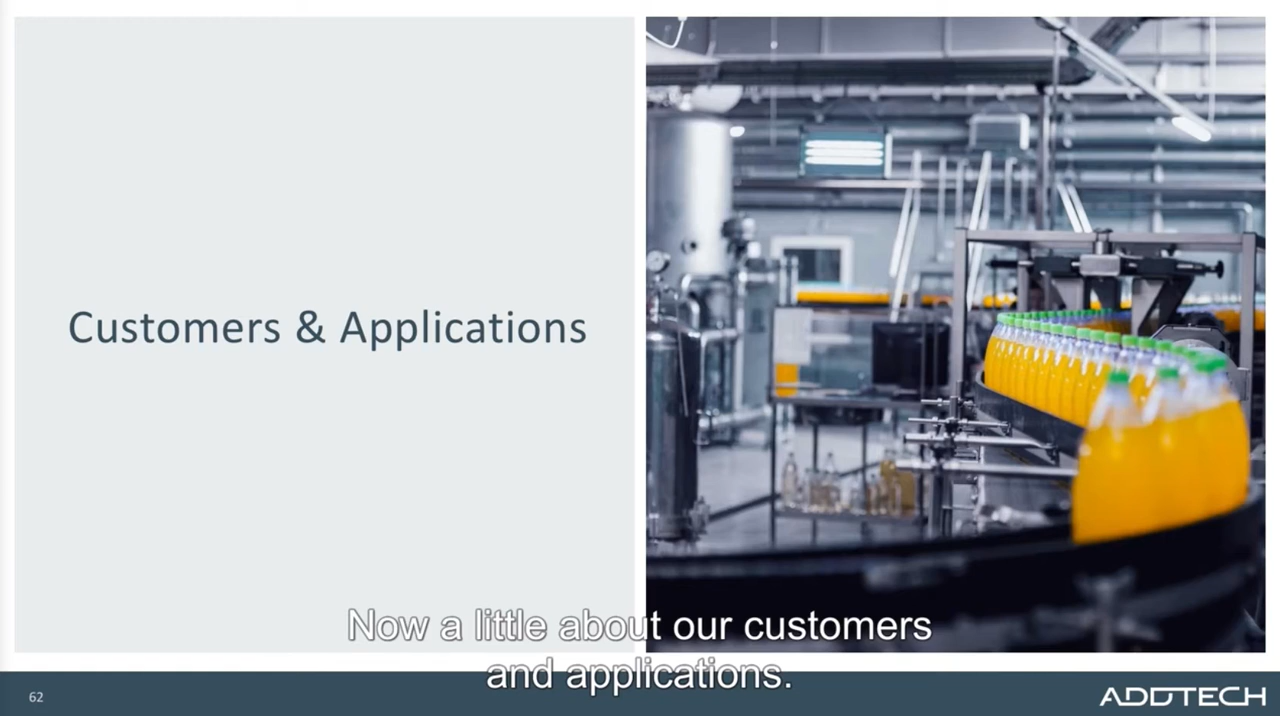 Customers & Applications
Now a little about our customers
and applications.
62
ADDTECH